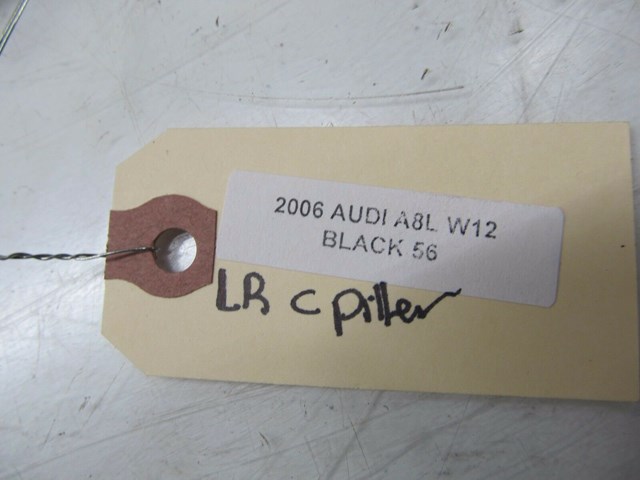 2006 AUDI A8L W12
BLACK 56
LR C piller